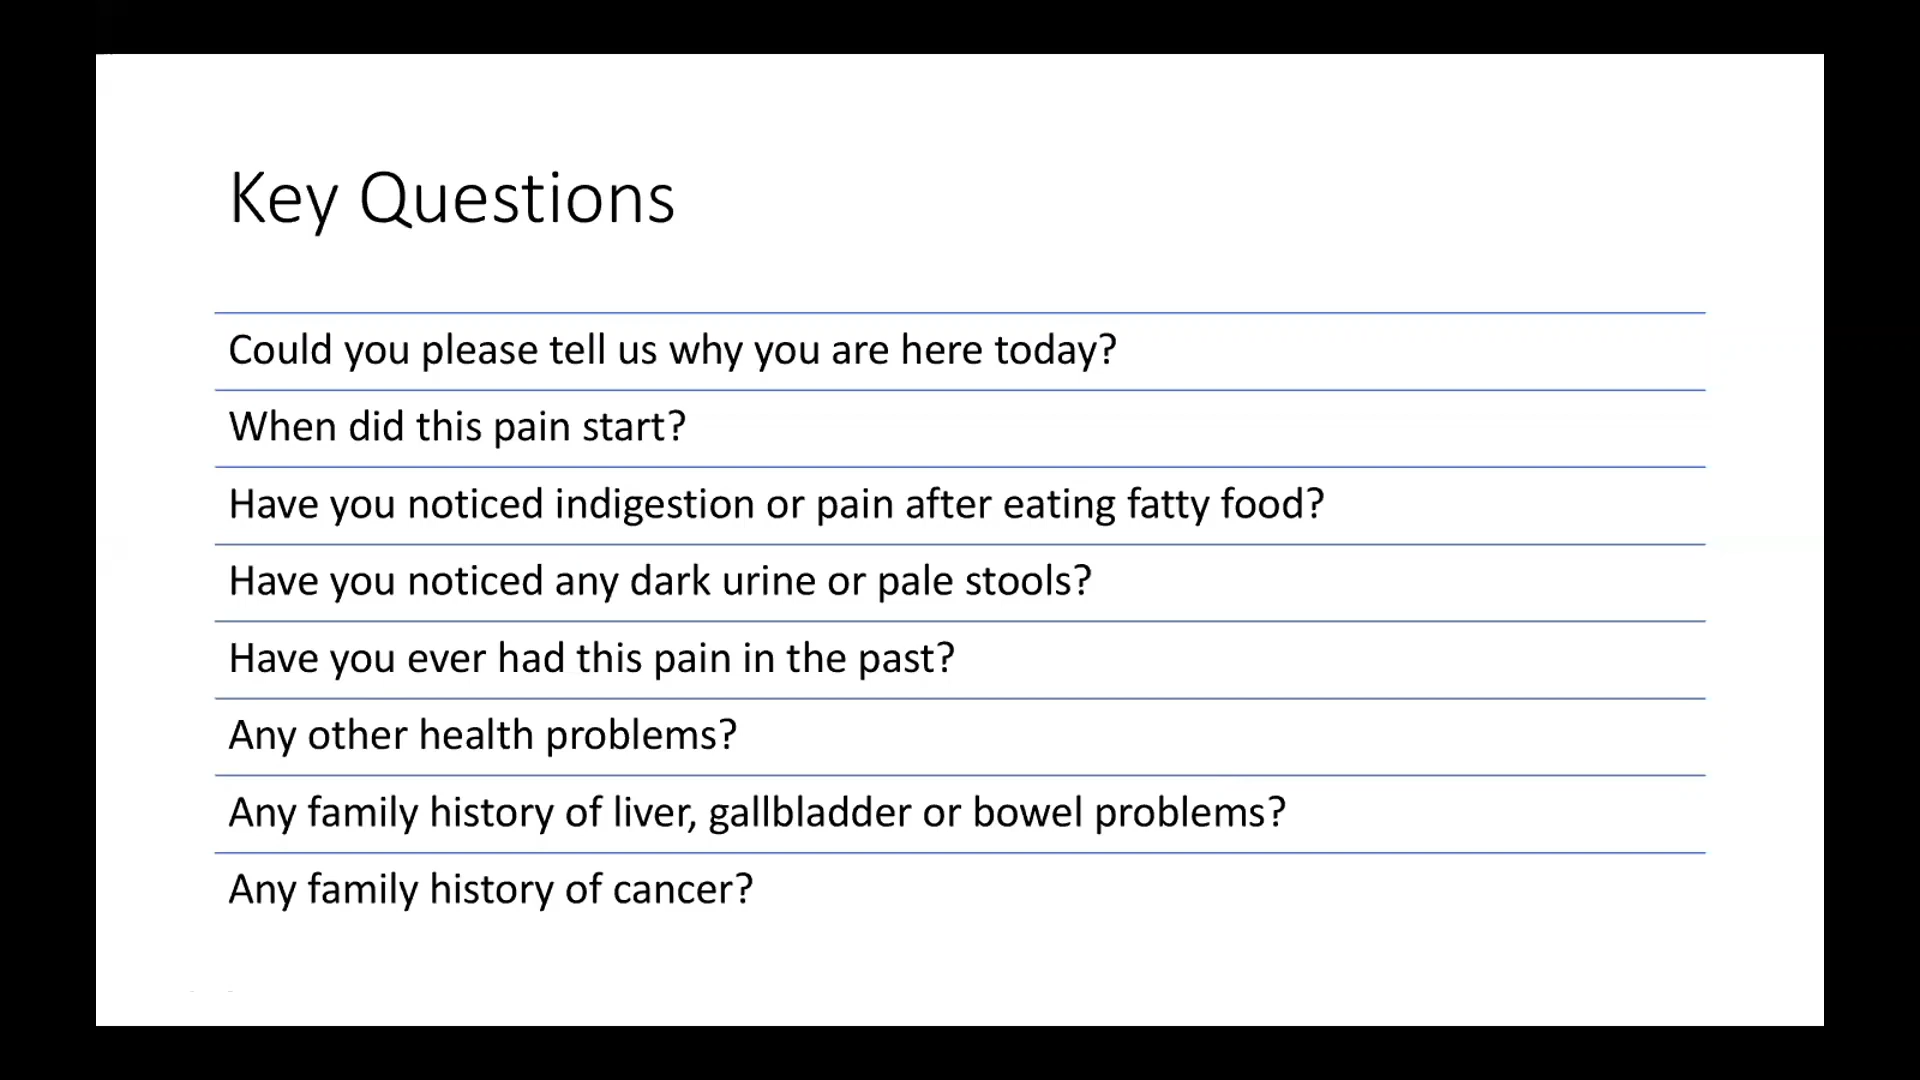 Key Questions
Could you please tell us why you are here today?
When did this pain start?
Have you noticed indigestion or pain after eating fatty food?
Have you noticed any dark urine or pale stools?
Have you ever had this pain in the past?
Any other health problems?
Any family history of liver, gallbladder or bowel problems?
Any family history of cancer?